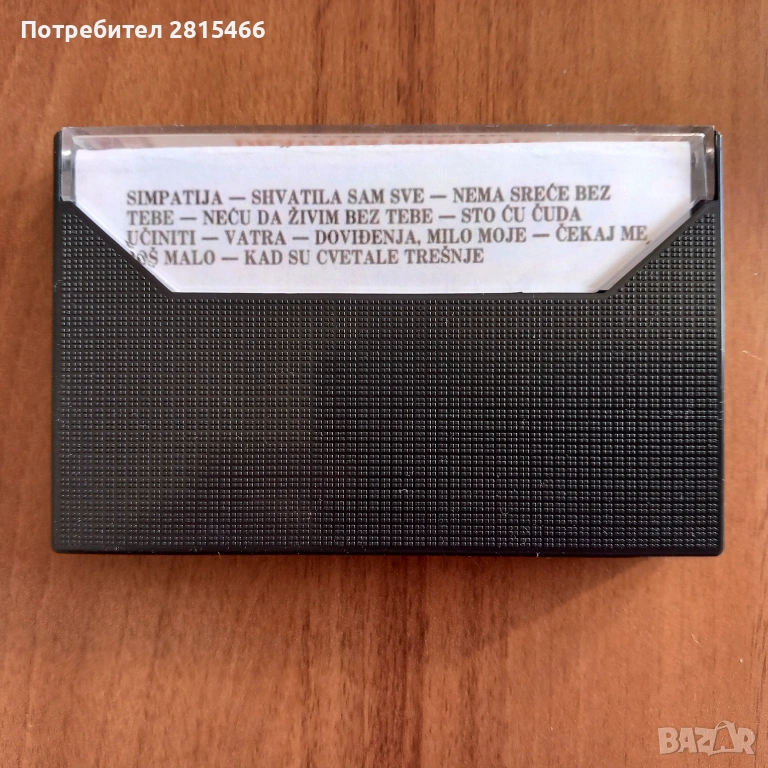 Потребител 2815466
SIMPATIJA — SHVATILA SAM SVE — NEMA SREĆE BEZ
TEBE — NEĆU DA ŽIVIM BEZ TEBE — STO ĆU ČUDA
UČINITI — VATRA — DOVIĐENJA, MILO MOJE — ČEKAJ ME
JOŠ MALO — KAD SU CVETALE TREŠNJE
BAZAR